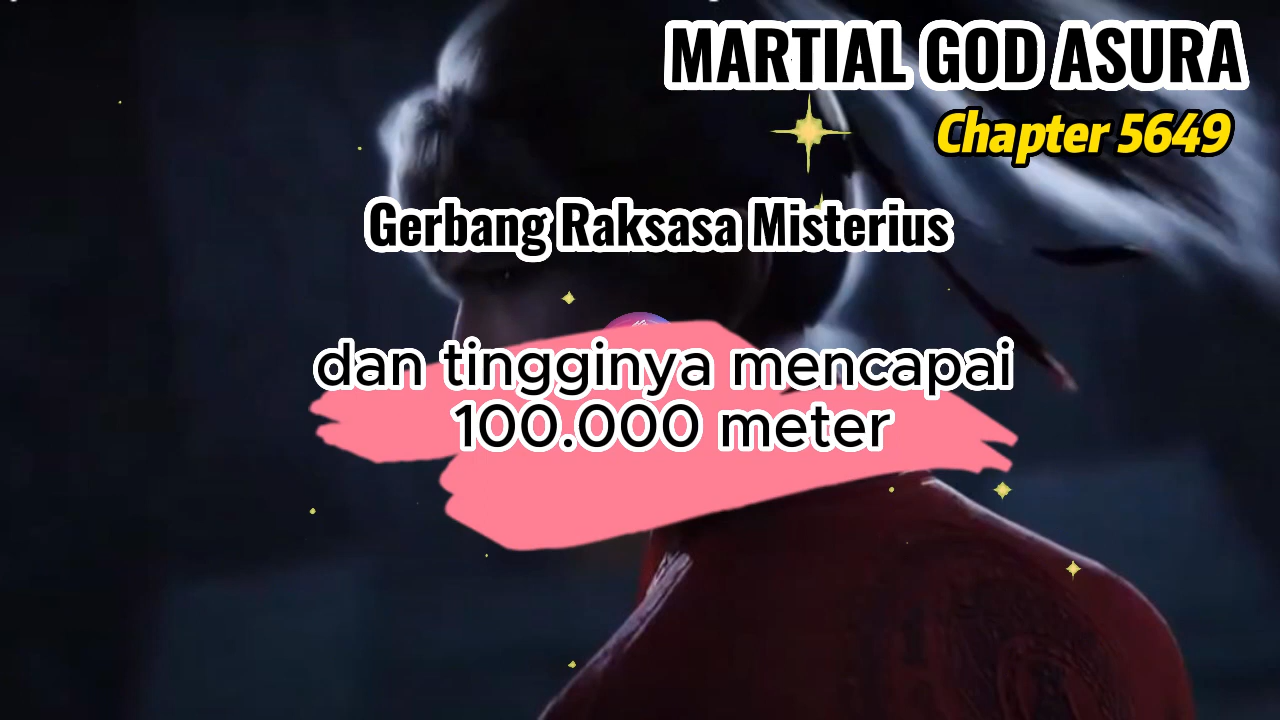 MARTIAL GOD ASURA
Chapter 5649
Gerbang Raksasa Misterius
dan tingginya mencapai
100.000 meter